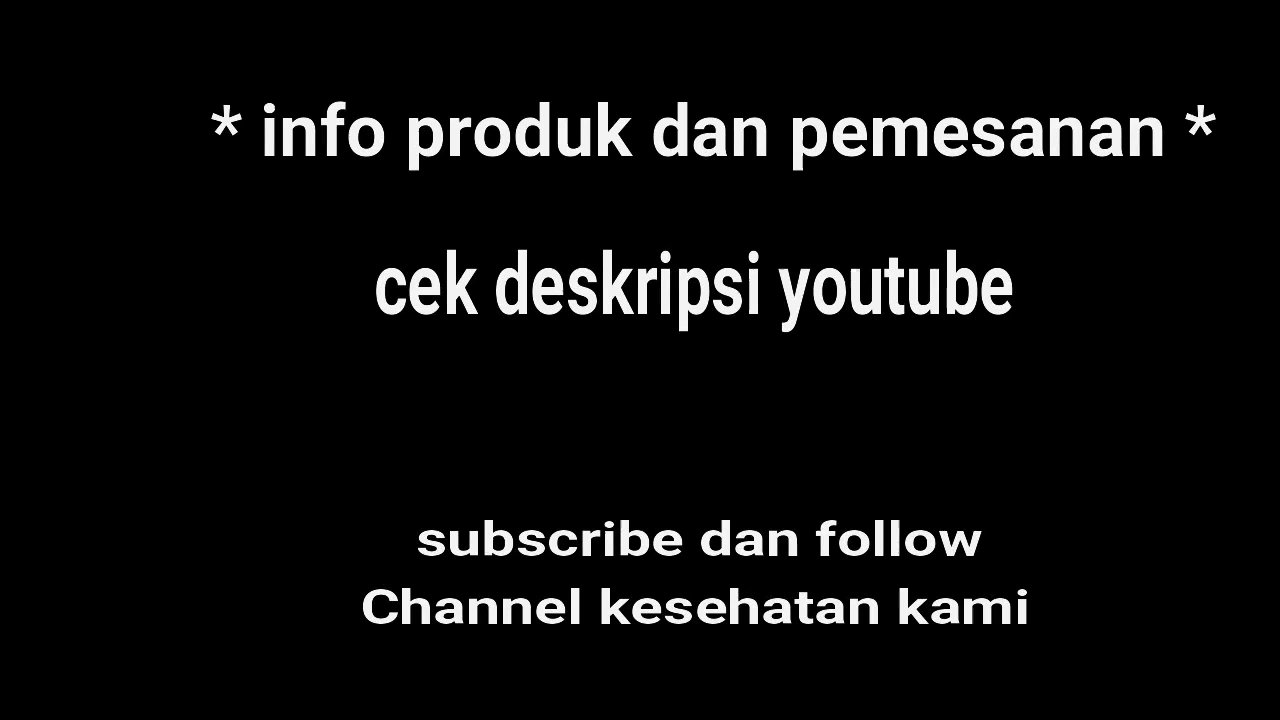 * info produk dan pemesanan *
cek deskripsi youtube
subscribe dan follow
Channel kesehatan kami